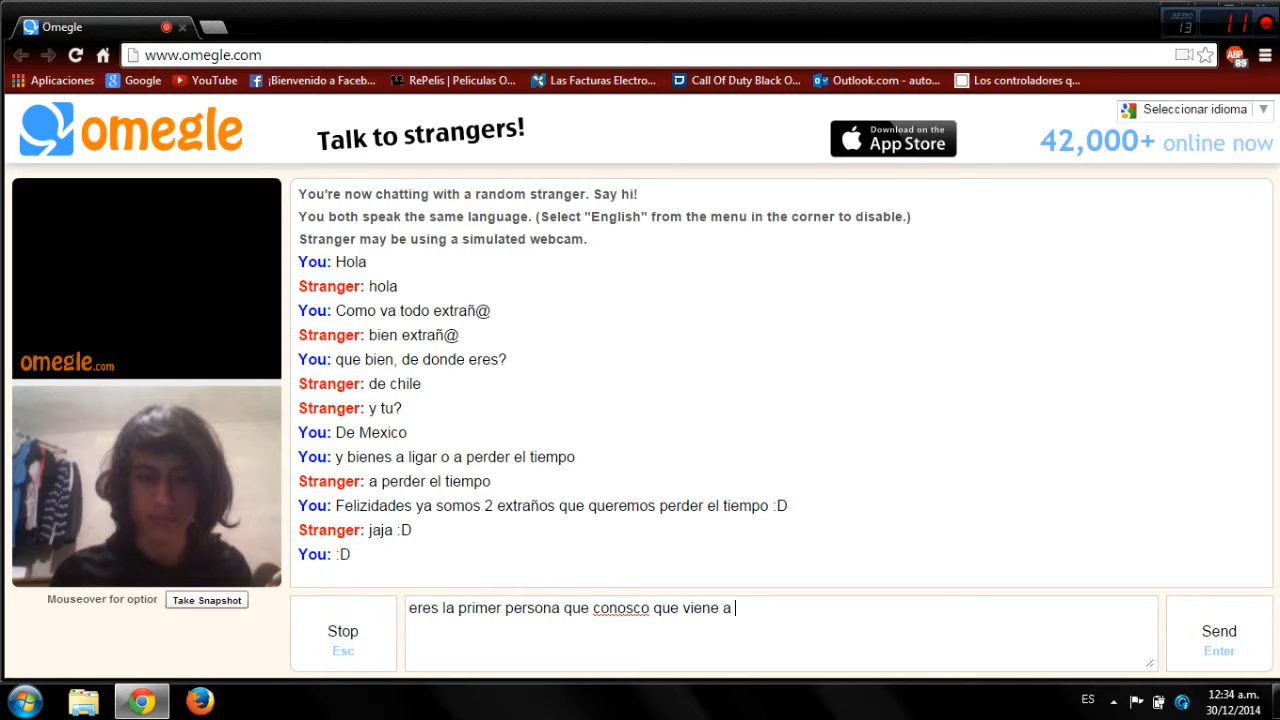 Omegle
AERO
13
11
www.omegle.com
ABP
89
Aplicaciones
Google
YouTube
¡Bienvenido a Faceb...
RePelis | Peliculas O...
Las Facturas Electro...
Call Of Duty Black O...
Outlook.com - auto...
Los controladores q...
omegle
Talk to strangers!
Download on the
App Store
Seleccionar idioma
42,000+ online now
You're now chatting with a random stranger. Say hi!
You both speak the same language. (Select "English" from the menu in the corner to disable.)
Stranger may be using a simulated webcam.
You: Hola
Stranger: hola
You: Como va todo extrañ@
Stranger: bien extrañ@
You: que bien, de donde eres?
Stranger: de chile
Stranger: y tu?
You: De Mexico
You: y bienes a ligar o a perder el tiempo
Stranger: a perder el tiempo
You: Felizidades ya somos 2 extraños que queremos perder el tiempo :D
Stranger: jaja :D
You: :D
omegle.com
Mouseover for option
Take Snapshot
Stop
Esc
eres la primer persona que conosco que viene a
Send
Enter
ES
12:34 a.m.
30/12/2014